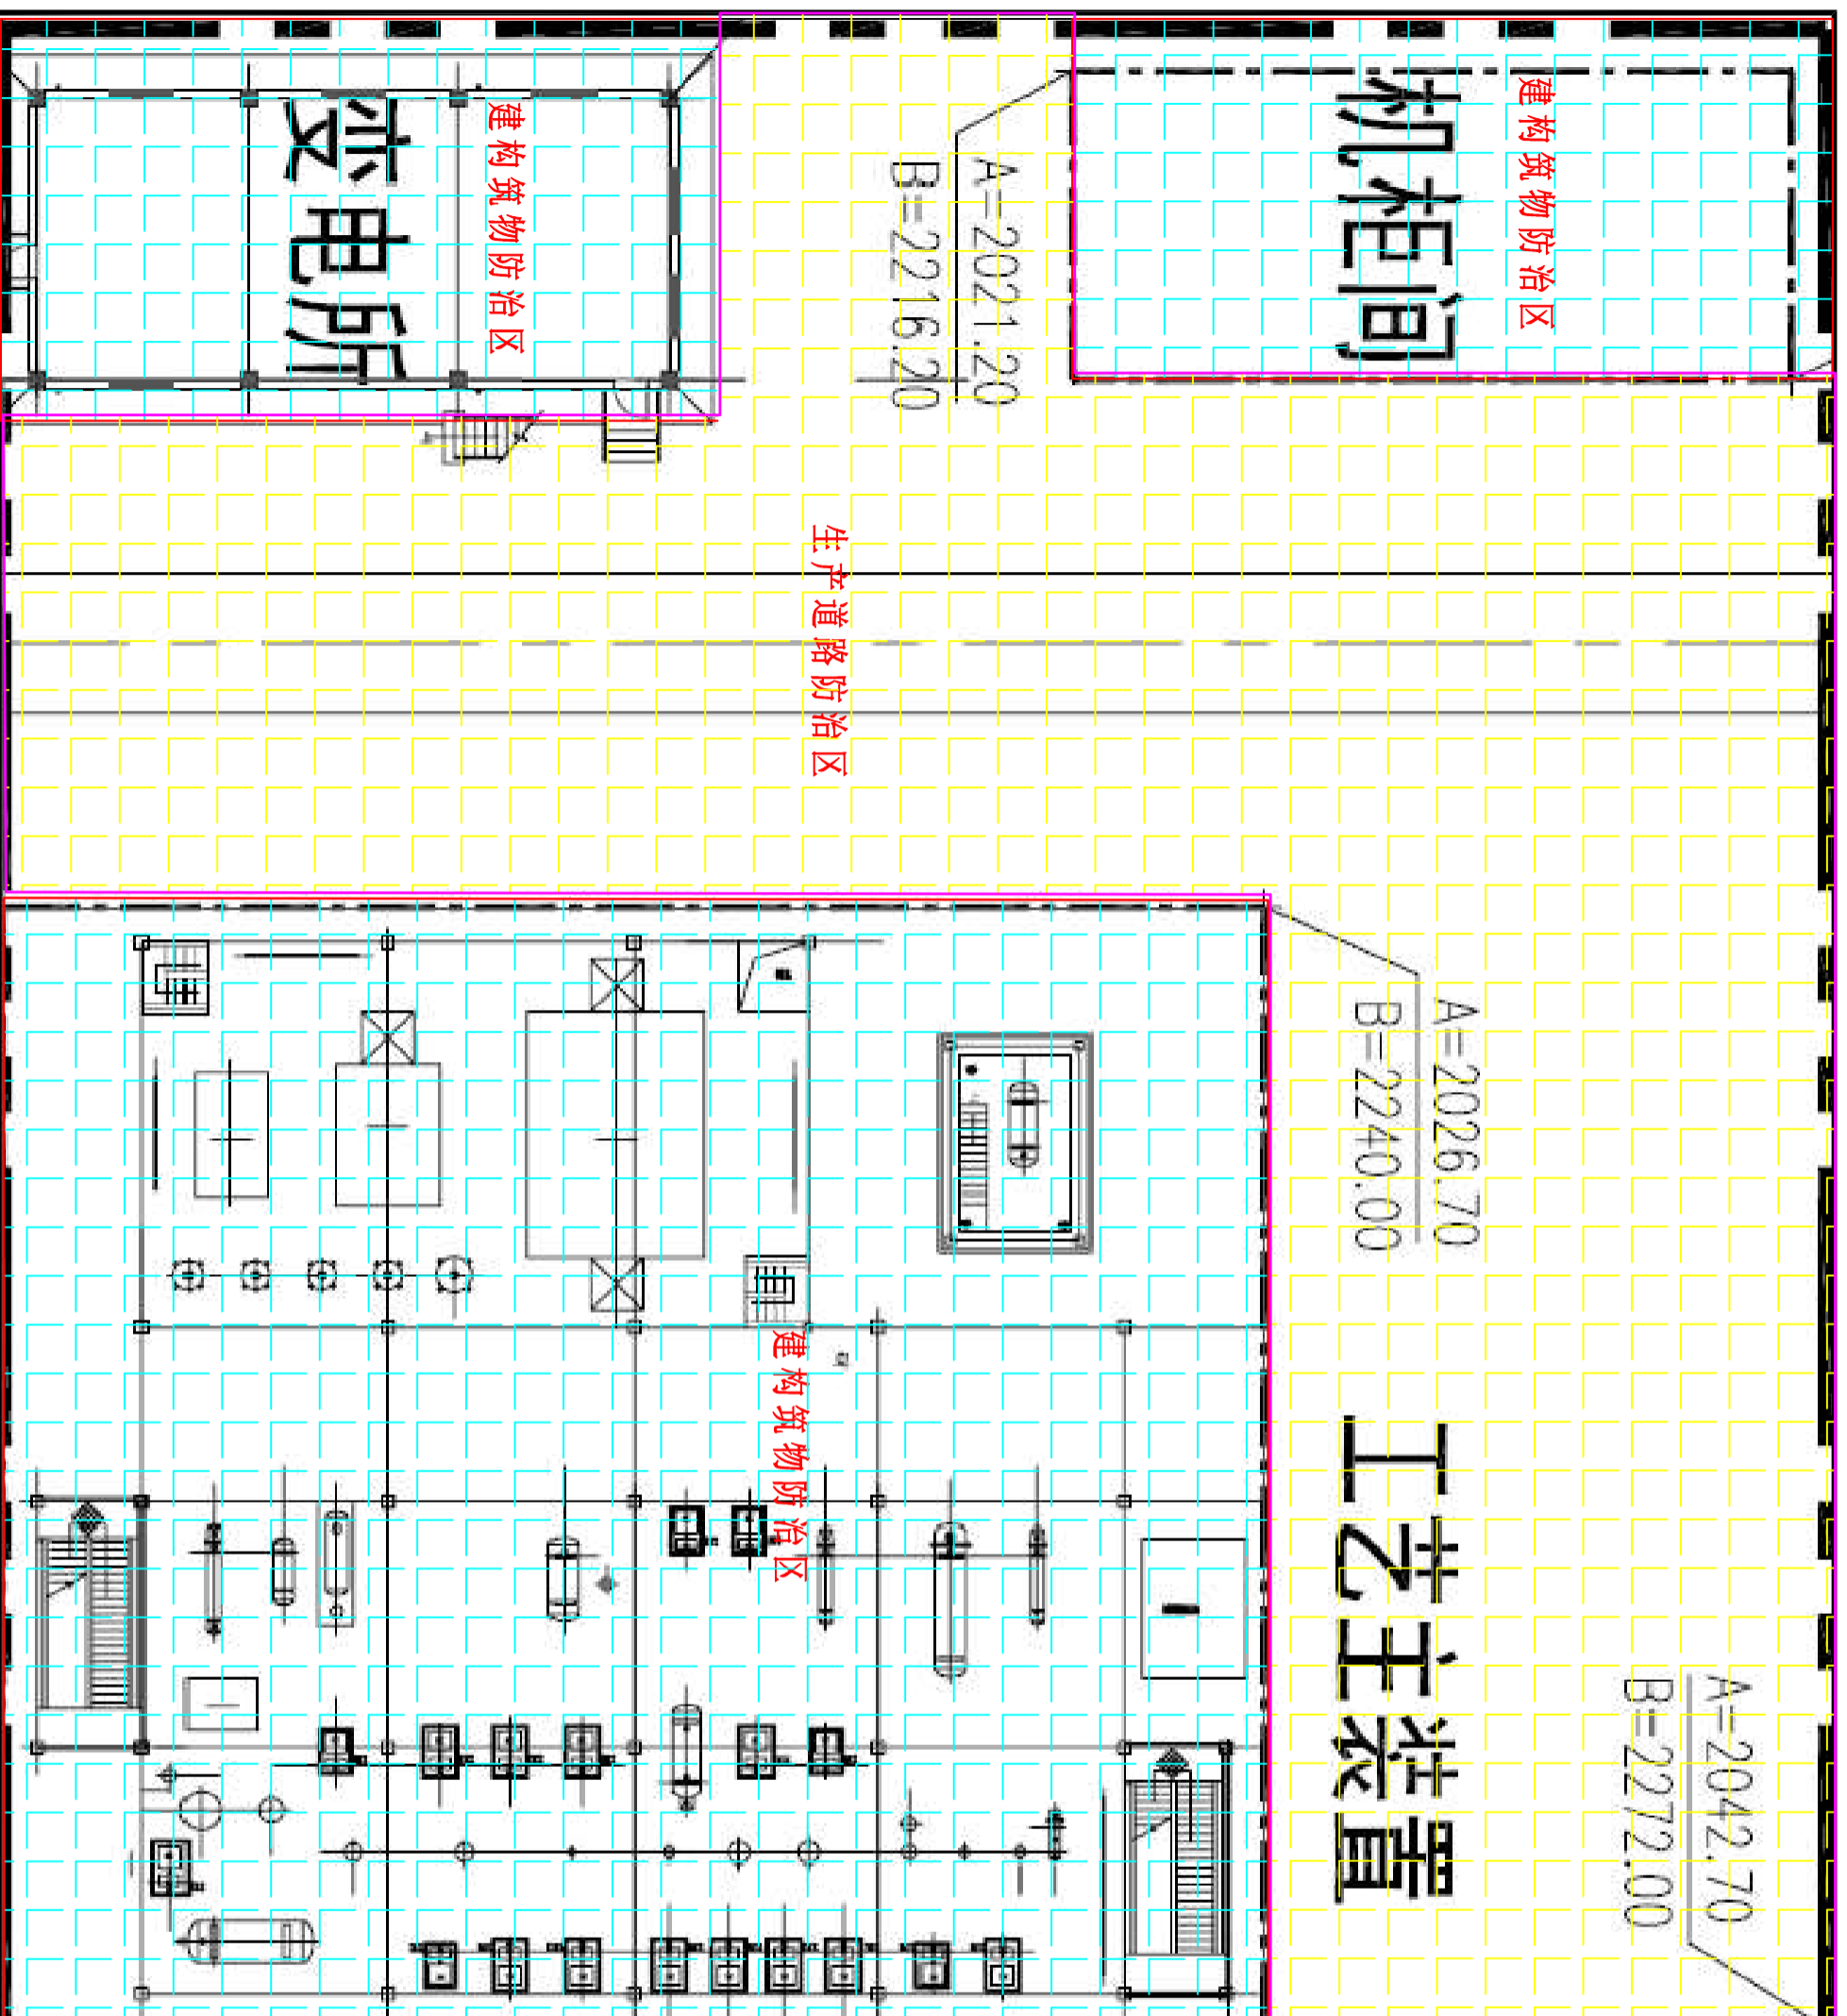 变电所
建构筑物防治区
A=2021.20
B=2216.20
机柜间
建构筑物防治区
生产道路防治区
A=2026.70
B=2240.00
建构筑物防治区
工艺主装置
A=2042.70
B=2272.00